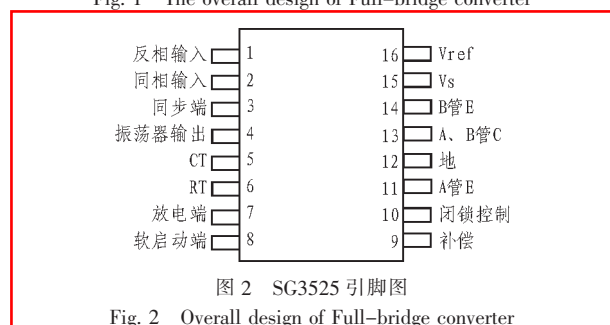 Fig. 1 The overall design of Full-bridge converter
反相输入 1 16 Vref
同相输入 2 15 Vs
同步端 3 14 B管E
振荡器输出 4 13 A、B管C
CT 5 12 地
RT 6 11 A管E
放电端 7 10 闭锁控制
软启动端 8 9 补偿
图 2 SG3525 引脚图
Fig. 2 Overall design of Full-bridge converter